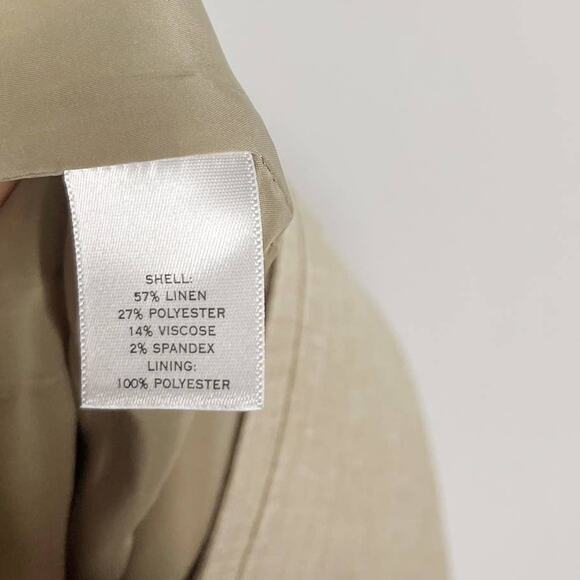 SHELL:
57% LINEN
27% POLYESTER
14% VISCOSE
2% SPANDEX
LINING:
100% POLYESTER